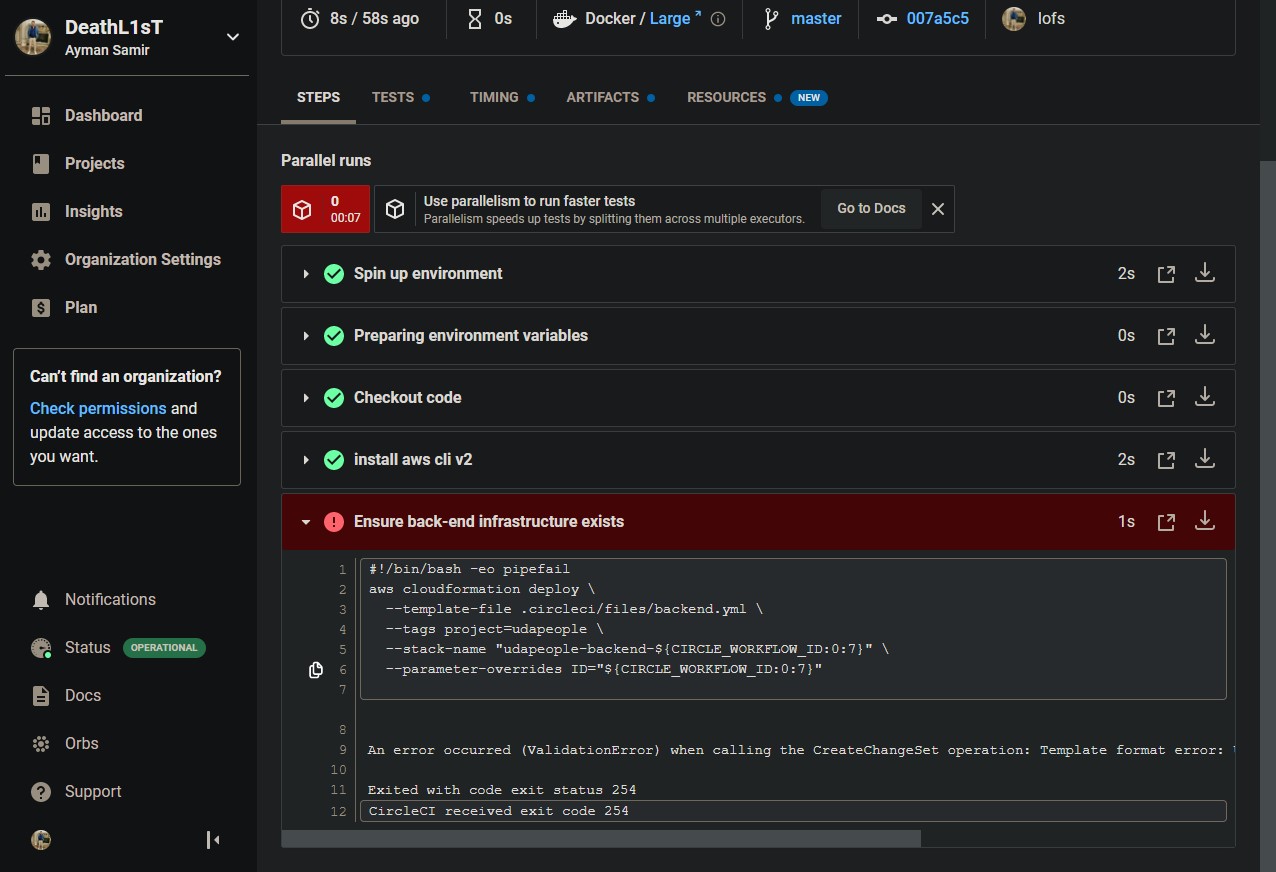 DeathL1sT
Ayman Samir
Dashboard
Projects
Insights
Organization Settings
Plan
Can't find an organization?
Check permissions and
update access to the ones
you want.
Notifications
Status OPERATIONAL
Docs
Orbs
Support
8s / 58s ago
0s
Docker / Large
master
007a5c5
lofs
STEPS
TESTS
TIMING
ARTIFACTS
RESOURCES NEW
Parallel runs
0
00:07
Use parallelism to run faster tests
Parallelism speeds up tests by splitting them across multiple executors.
Go to Docs
Spin up environment 2s
Preparing environment variables 0s
Checkout code 0s
install aws cli v2 2s
Ensure back-end infrastructure exists 1s
1 #!/bin/bash -eo pipefail
2 aws cloudformation deploy \
3 --template-file .circleci/files/backend.yml \
4 --tags project=udapeople \
5 --stack-name "udapeople-backend-${CIRCLE_WORKFLOW_ID:0:7}" \
6 --parameter-overrides ID="${CIRCLE_WORKFLOW_ID:0:7}"
7
8
9 An error occurred (ValidationError) when calling the CreateChangeSet operation: Template format error:
10
11 Exited with code exit status 254
12 CircleCI received exit code 254